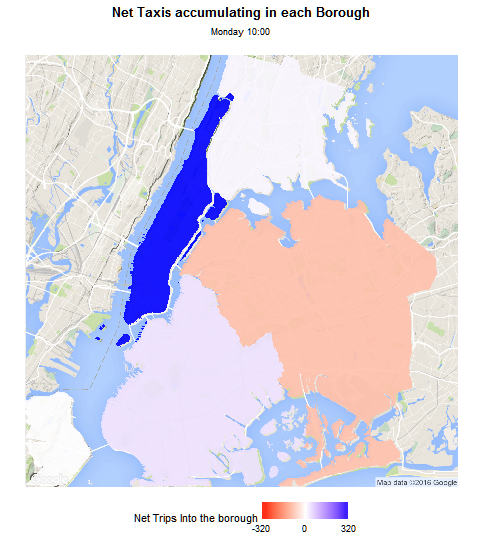 Net Taxis accumulating in each Borough
Monday 10:00
Map data ©2016 Google
Net Trips Into the borough
-320 0 320